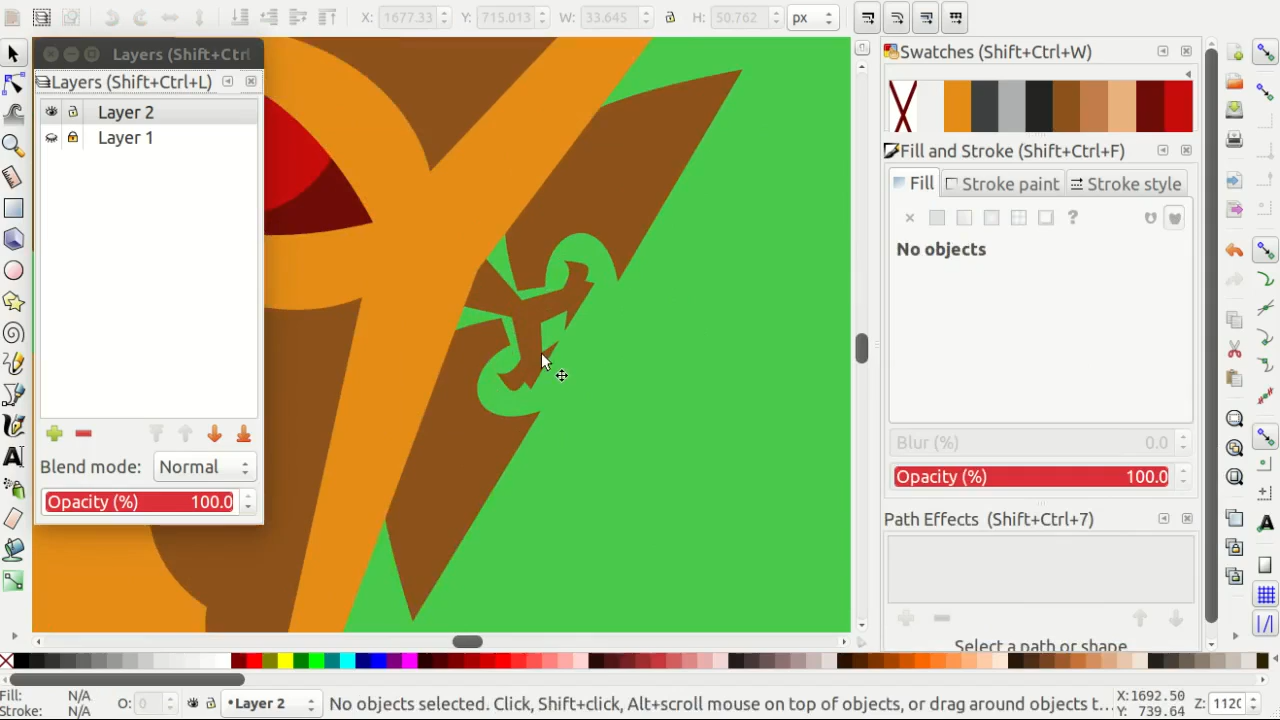 X: 1677.33 Y: 715.013 W: 33.645 H: 50.762 px
Layers (Shift+Ctrl
Layers (Shift+Ctrl+L)
Layer 2
Layer 1
Blend mode: Normal
Opacity (%) 100.0
Swatches (Shift+Ctrl+W)
Fill and Stroke (Shift+Ctrl+F)
Fill Stroke paint Stroke style
?
No objects
Blur (%) 0.0
Opacity (%) 100.0
Path Effects (Shift+Ctrl+7)
Select a path or shape
Fill: N/A
Stroke: N/A
O: 0
•Layer 2
No objects selected. Click, Shift+click, Alt+scroll mouse on top of objects, or drag around objects t...
X: 1692.50
Y: 739.64
Z: 112